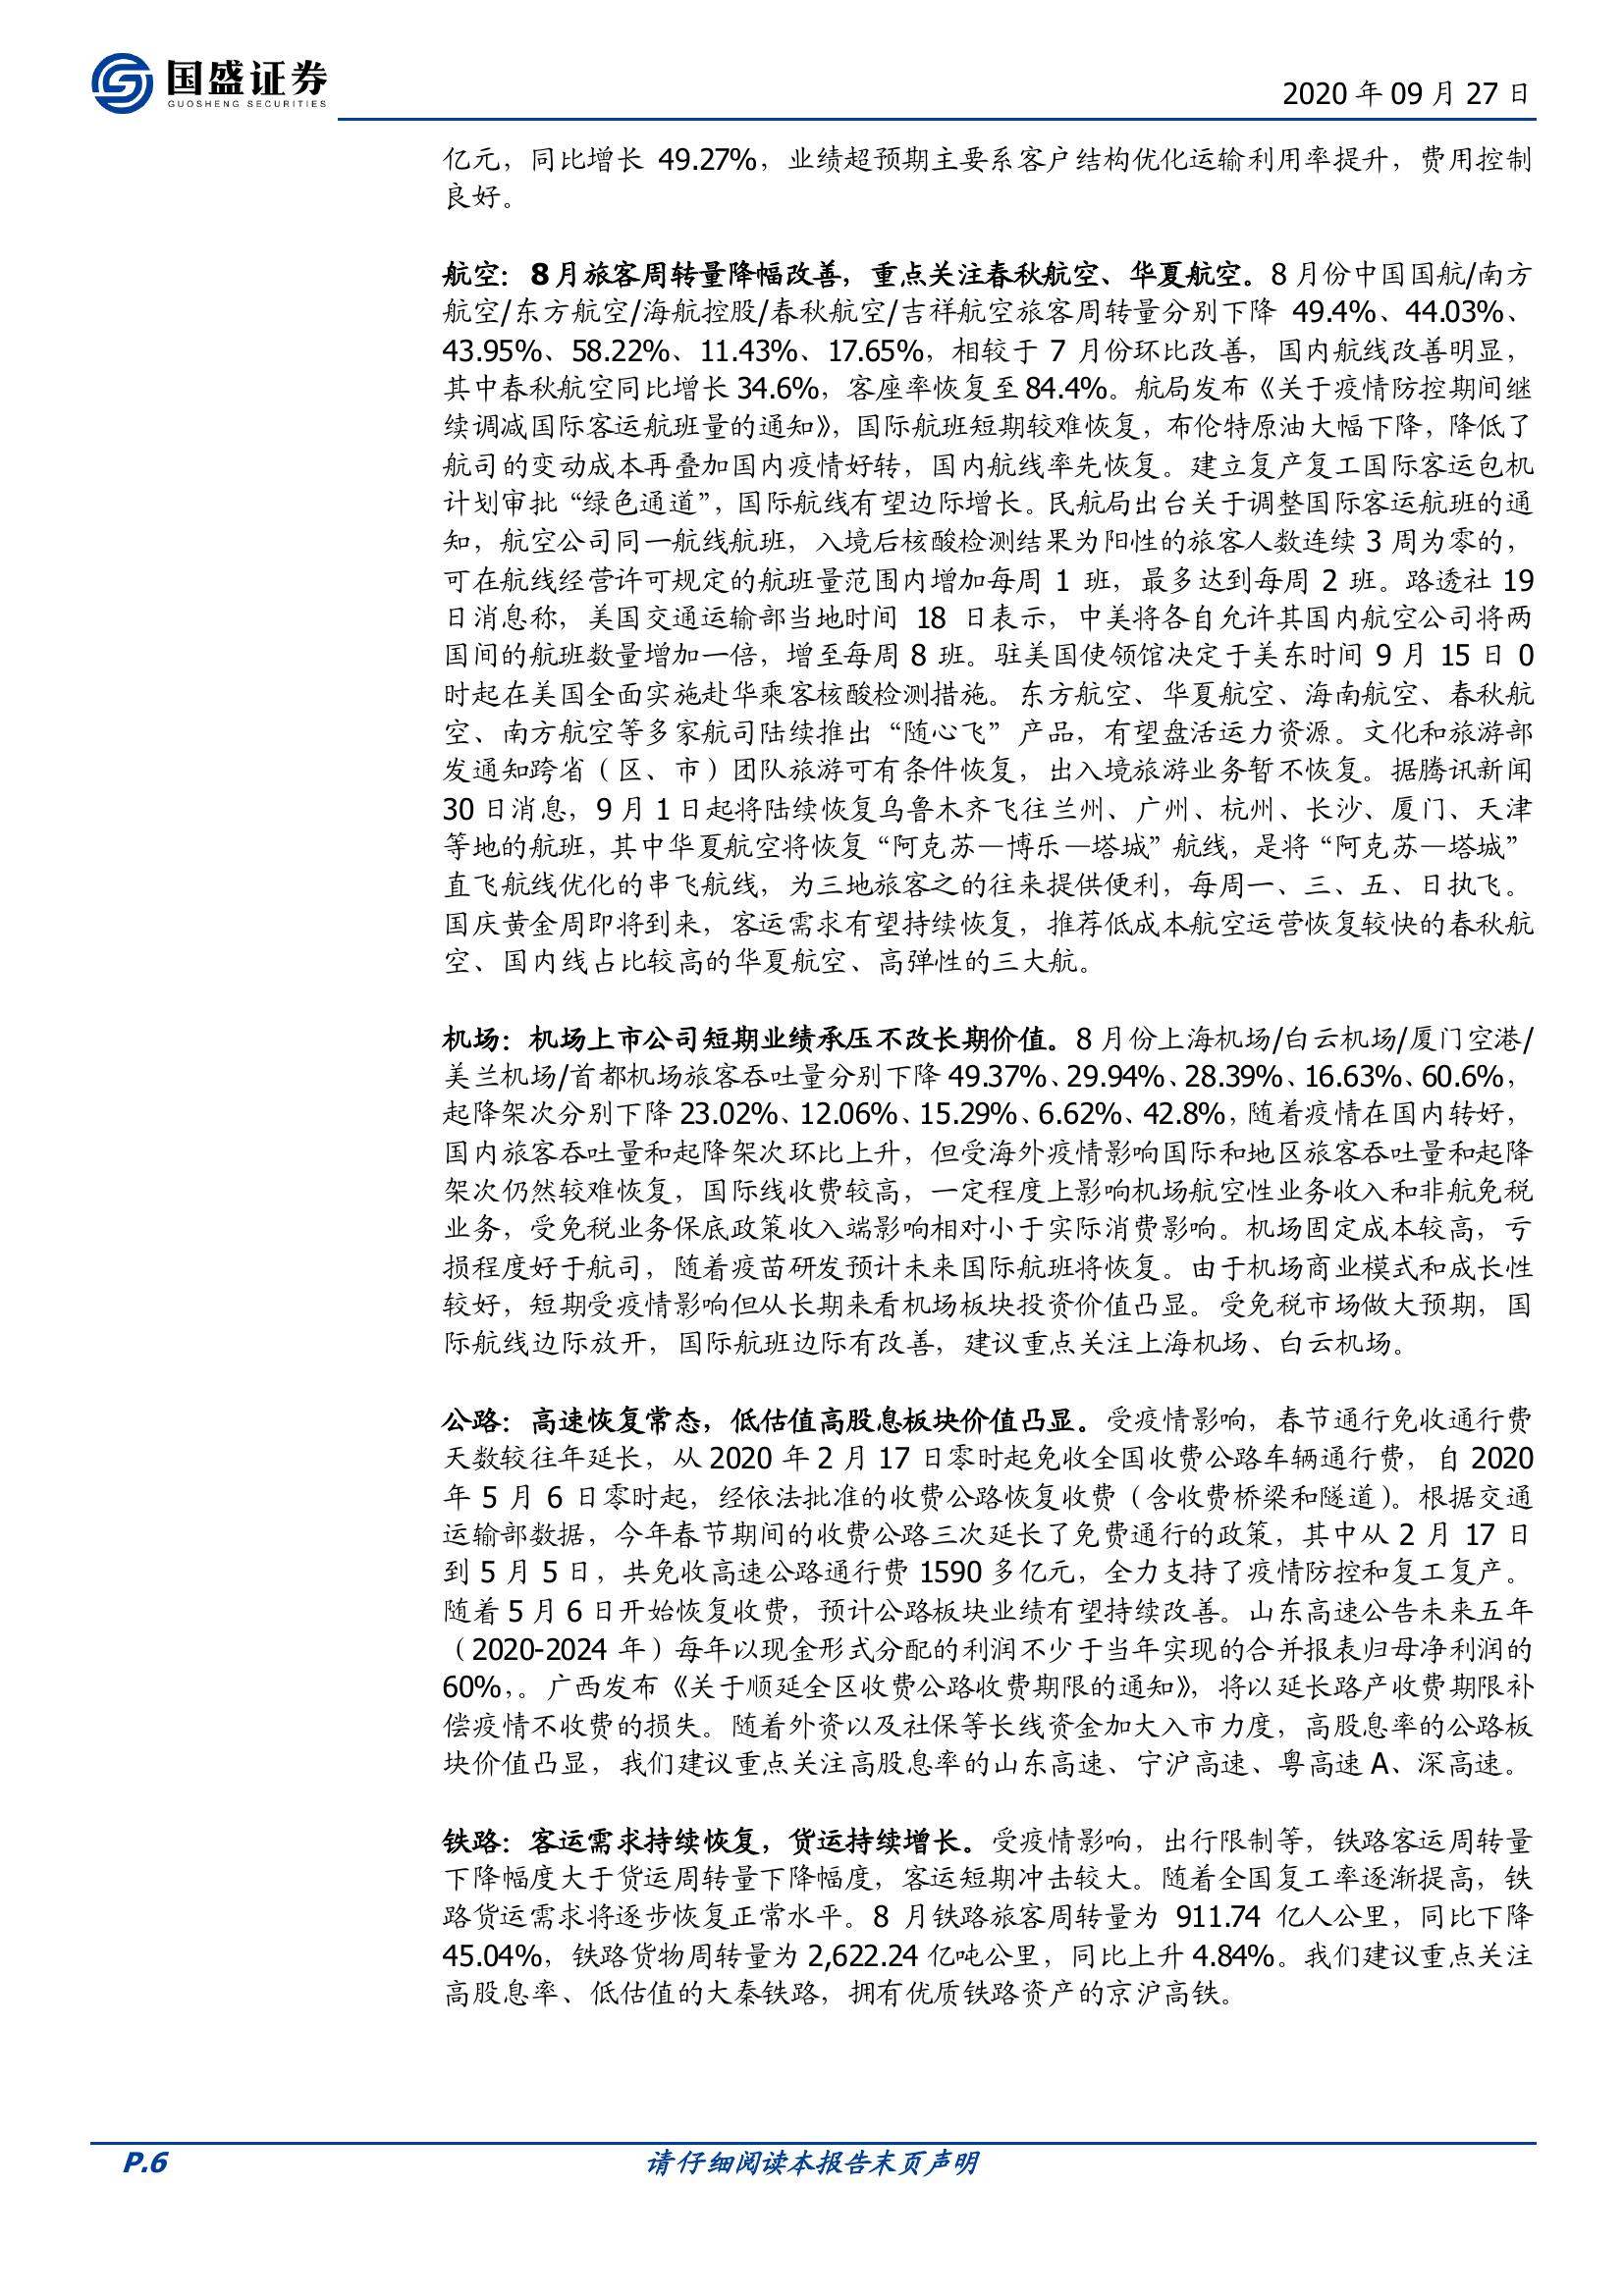 国盛证券
GUOSHENG SECURITIES
2020 年 09 月 27 日
亿元，同比增长 49.27%，业绩超预期主要系客户结构优化运输利用率提升，费用控制
良好。
航空：8 月旅客周转量降幅改善，重点关注春秋航空、华夏航空。8 月份中国国航/南方
航空/东方航空/海航控股/春秋航空/吉祥航空旅客周转量分别下降 49.4%、44.03%、
43.95%、58.22%、11.43%、17.65%，相较于 7 月份环比改善，国内航线改善明显，
其中春秋航空同比增长 34.6%，客座率恢复至 84.4%。航局发布《关于疫情防控期间继
续调减国际客运航班量的通知》，国际航班短期较难恢复，布伦特原油大幅下降，降低了
航司的变动成本再叠加国内疫情好转，国内航线率先恢复。建立复产复工国际客运包机
计划审批“绿色通道”，国际航线有望边际增长。民航局出台关于调整国际客运航班的通
知，航空公司同一航线航班，入境后核酸检测结果为阳性的旅客人数连续 3 周为零的，
可在航线经营许可规定的航班量范围内增加每周 1 班，最多达到每周 2 班。路透社 19
日消息称，美国交通运输部当地时间 18 日表示，中美将各自允许其国内航空公司将两
国间的航班数量增加一倍，增至每周 8 班。驻美国使领馆决定于美东时间 9 月 15 日 0
时起在美国全面实施赴华乘客核酸检测措施。东方航空、华夏航空、海南航空、春秋航
空、南方航空等多家航司陆续推出“随心飞”产品，有望盘活运力资源。文化和旅游部
发通知跨省（区、市）团队旅游可有条件恢复，出入境旅游业务暂不恢复。据腾讯新闻
30 日消息，9 月 1 日起将陆续恢复乌鲁木齐飞往兰州、广州、杭州、长沙、厦门、天津
等地的航班，其中华夏航空将恢复“阿克苏—博乐—塔城”航线，是将“阿克苏—塔城”
直飞航线优化的串飞航线，为三地旅客之的往来提供便利，每周一、三、五、日执飞。
国庆黄金周即将到来，客运需求有望持续恢复，推荐低成本航空运营恢复较快的春秋航
空、国内线占比较高的华夏航空、高弹性的三大航。
机场：机场上市公司短期业绩承压不改长期价值。8 月份上海机场/白云机场/厦门空港/
美兰机场/首都机场旅客吞吐量分别下降 49.37%、29.94%、28.39%、16.63%、60.6%，
起降架次分别下降 23.02%、12.06%、15.29%、6.62%、42.8%，随着疫情在国内转好，
国内旅客吞吐量和起降架次环比上升，但受海外疫情影响国际和地区旅客吞吐量和起降
架次仍然较难恢复，国际线收费较高，一定程度上影响机场航空性业务收入和非航免税
业务，受免税业务保底政策收入端影响相对小于实际消费影响。机场固定成本较高，亏
损程度好于航司，随着疫苗研发预计未来国际航班将恢复。由于机场商业模式和成长性
较好，短期受疫情影响但从长期来看机场板块投资价值凸显。受免税市场做大预期，国
际航线边际放开，国际航班边际有改善，建议重点关注上海机场、白云机场。
公路：高速恢复常态，低估值高股息板块价值凸显。受疫情影响，春节通行免收通行费
天数较往年延长，从 2020 年 2 月 17 日零时起免收全国收费公路车辆通行费，自 2020
年 5 月 6 日零时起，经依法批准的收费公路恢复收费（含收费桥梁和隧道）。根据交通
运输部数据，今年春节期间的收费公路三次延长了免费通行的政策，其中从 2 月 17 日
到 5 月 5 日，共免收高速公路通行费 1590 多亿元，全力支持了疫情防控和复工复产。
随着 5 月 6 日开始恢复收费，预计公路板块业绩有望持续改善。山东高速公告未来五年
（2020-2024 年）每年以现金形式分配的利润不少于当年实现的合并报表归母净利润的
60%，。广西发布《关于顺延全区收费公路收费期限的通知》，将以延长路产收费期限补
偿疫情不收费的损失。随着外资以及社保等长线资金加大入市力度，高股息率的公路板
块价值凸显，我们建议重点关注高股息率的山东高速、宁沪高速、粤高速 A、深高速。
铁路：客运需求持续恢复，货运持续增长。受疫情影响，出行限制等，铁路客运周转量
下降幅度大于货运周转量下降幅度，客运短期冲击较大。随着全国复工率逐渐提高，铁
路货运需求将逐步恢复正常水平。8 月铁路旅客周转量为 911.74 亿人公里，同比下降
45.04%，铁路货物周转量为 2,622.24 亿吨公里，同比上升 4.84%。我们建议重点关注
高股息率、低估值的大秦铁路，拥有优质铁路资产的京沪高铁。
P.6
请仔细阅读本报告末页声明